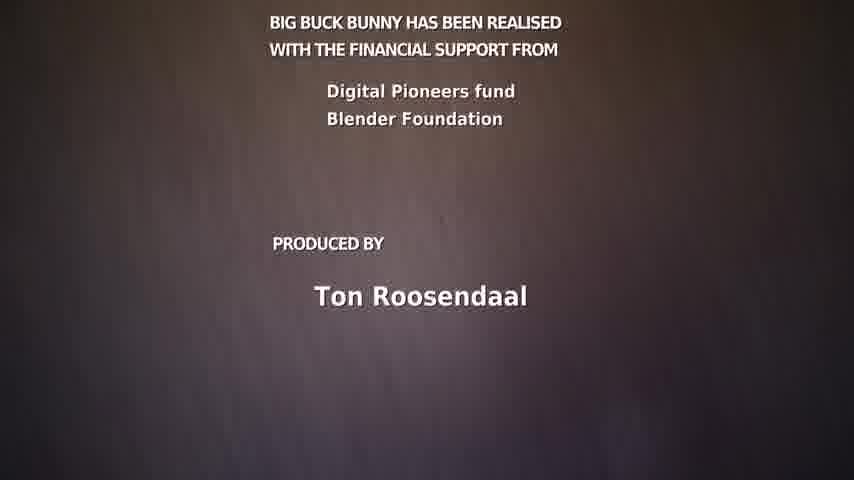 BIG BUCK BUNNY HAS BEEN REALISED
WITH THE FINANCIAL SUPPORT FROM
Digital Pioneers fund
Blender Foundation
PRODUCED BY
Ton Roosendaal